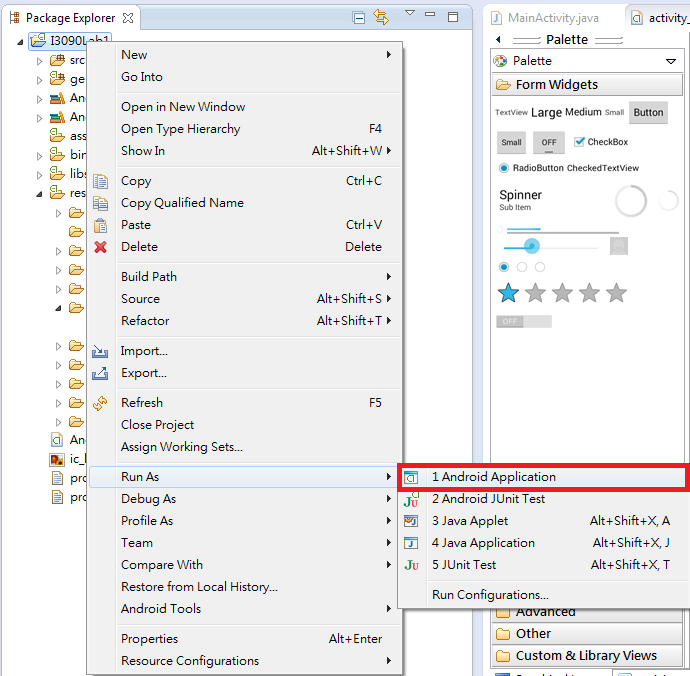 Package Explorer
I3090Lab1
src
ge
An
An
ass
bin
libs
res
An
ic_l
pro
pro
New
Go Into
Open in New Window
Open Type Hierarchy F4
Show In Alt+Shift+W
Copy Ctrl+C
Copy Qualified Name
Paste Ctrl+V
Delete Delete
Build Path
Source Alt+Shift+S
Refactor Alt+Shift+T
Import...
Export...
Refresh F5
Close Project
Assign Working Sets...
Run As
Debug As
Profile As
Team
Compare With
Restore from Local History...
Android Tools
Properties Alt+Enter
Resource Configurations
1 Android Application
2 Android JUnit Test
3 Java Applet Alt+Shift+X, A
4 Java Application Alt+Shift+X, J
5 JUnit Test Alt+Shift+X, T
Run Configurations...
MainActivity.java
activity_
Palette
Palette
Form Widgets
TextView Large Medium Small Button
Small OFF CheckBox
RadioButton CheckedTextView
Spinner
Sub Item
OFF
Advanced
Other
Custom & Library Views